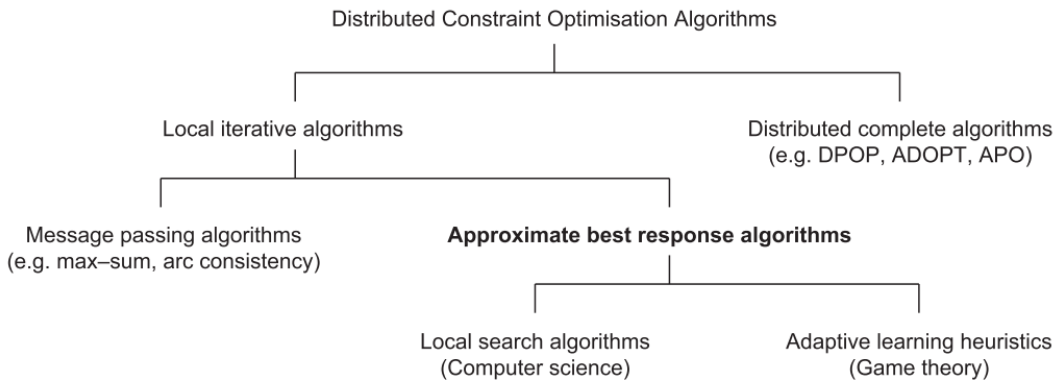 Distributed Constraint Optimisation Algorithms
Local iterative algorithms
Distributed complete algorithms
(e.g. DPOP, ADOPT, APO)
Message passing algorithms
(e.g. max–sum, arc consistency)
Approximate best response algorithms
Local search algorithms
(Computer science)
Adaptive learning heuristics
(Game theory)